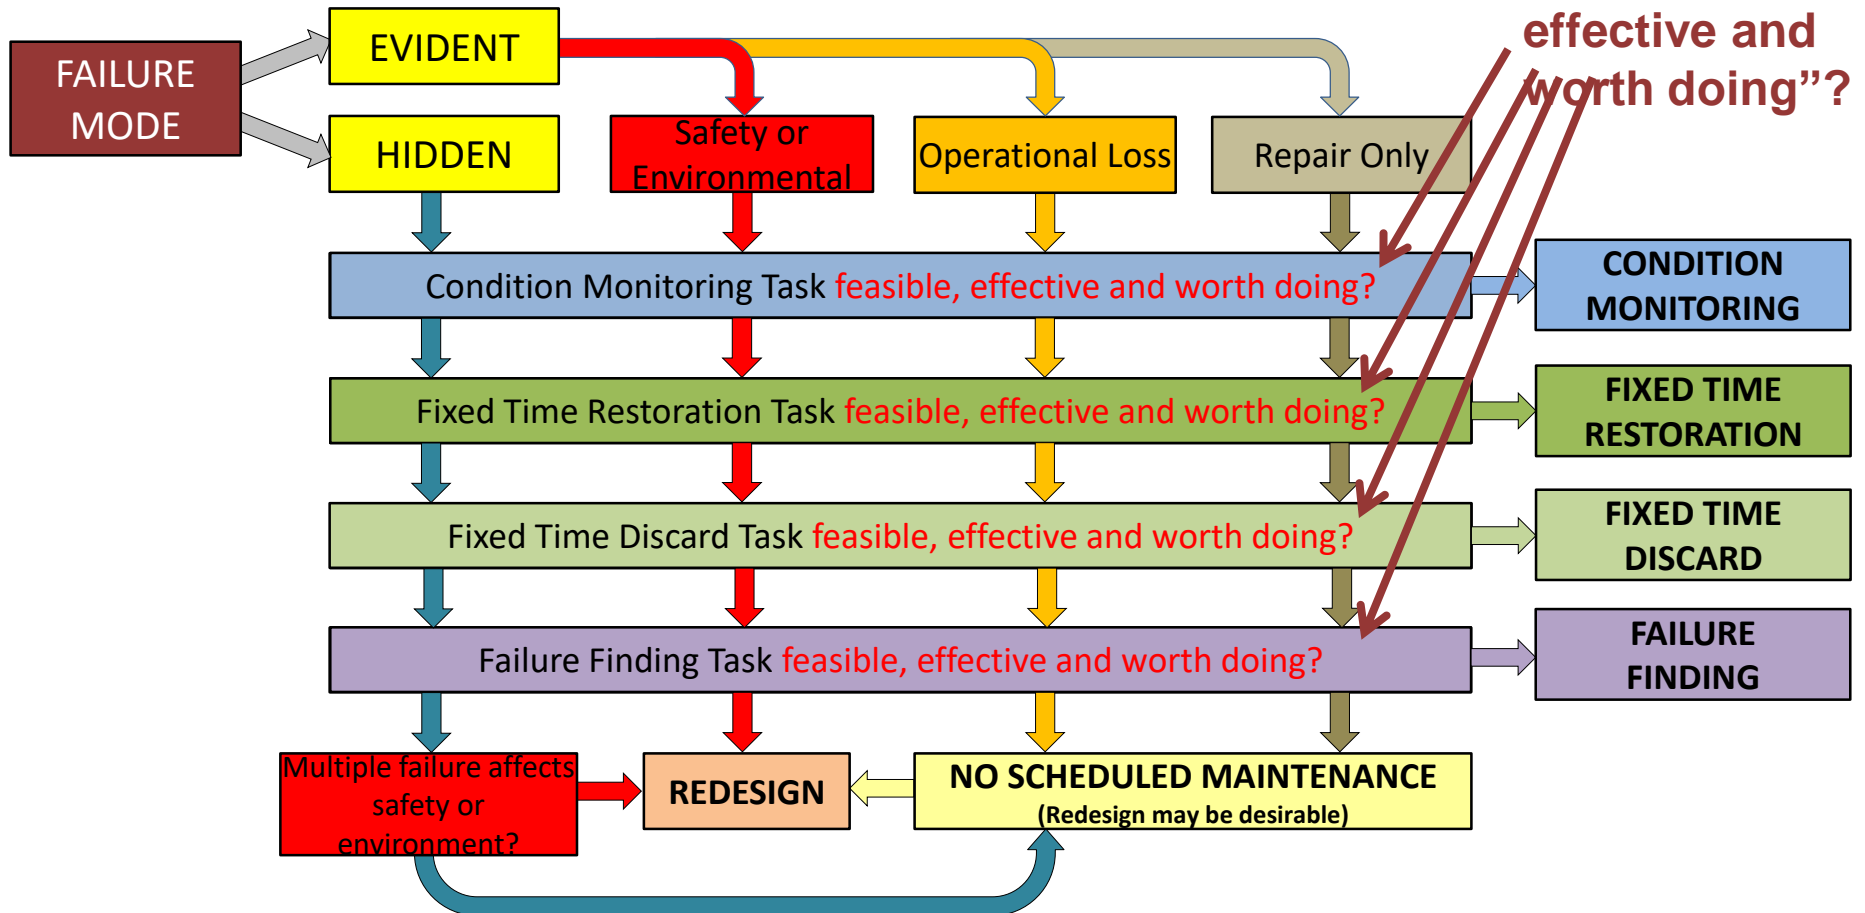 effective and
worth doing”?
FAILURE
MODE
EVIDENT
HIDDEN
Safety or
Environmental
Operational Loss
Repair Only
Condition Monitoring Task feasible, effective and worth doing?
CONDITION
MONITORING
Fixed Time Restoration Task feasible, effective and worth doing?
FIXED TIME
RESTORATION
Fixed Time Discard Task feasible, effective and worth doing?
FIXED TIME
DISCARD
Failure Finding Task feasible, effective and worth doing?
FAILURE
FINDING
Multiple failure affects
safety or
environment?
REDESIGN
NO SCHEDULED MAINTENANCE
(Redesign may be desirable)